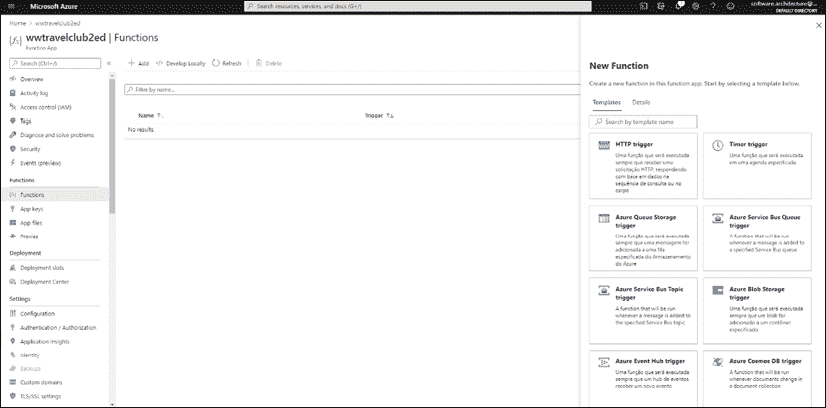 Microsoft Azure
Search resources, services, and docs (G+/)
software.architecture@...
DEFAULT DIRECTORY
Home > wwtravelclub2ed
wwtravelclub2ed | Functions
Function App
Search (Ctrl+/)
Overview
Activity log
Access control (IAM)
Tags
Diagnose and solve problems
Security
Events (preview)
Functions
Functions
App keys
App files
Proxies
Deployment
Deployment slots
Deployment Center
Settings
Configuration
Authentication / Authorization
Application Insights
Identity
Backups
Custom domains
TLS/SSL settings
Add
Develop Locally
Refresh
Delete
Filter by name...
Name
Trigger
No results.
New Function
Create a new function in this function app. Start by selecting a template below.
Templates
Details
Search by template name
HTTP trigger
Uma função que será executada
sempre que receber uma
solicitação HTTP, respondendo
com base em dados na
sequência de consulta ou no
corpo
Timer trigger
Uma função que será executada
em uma agenda especificada
Azure Queue Storage
trigger
Uma função que será executada
sempre que uma mensagem for
adicionada a uma fila
especificada do Armazenamento
do Azure
Azure Service Bus Queue
trigger
A function that will be run
whenever a message is added to
a specified Service Bus queue
Azure Service Bus Topic
trigger
A function that will be run
whenever a message is added to
the specified Service Bus topic
Azure Blob Storage
trigger
Uma função que será executada
sempre que um blob for
adicionado a um contêiner
especificado
Azure Event Hub trigger
Uma função que será executada
sempre que um hub de eventos
receber um novo evento
Azure Cosmos DB trigger
A function that will be run
whenever documents change in
a document collection